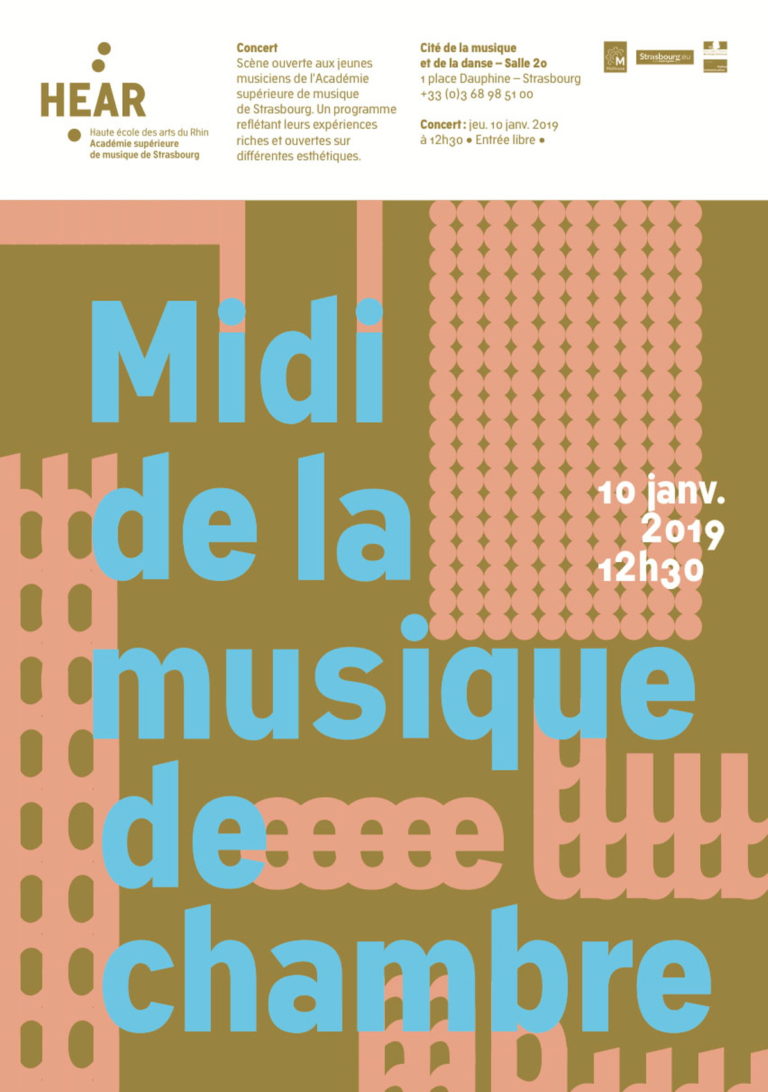 HEAR
Haute école des arts du Rhin
Académie supérieure
de musique de Strasbourg
Concert
Scène ouverte aux jeunes
musiciens de l'Académie
supérieure de musique
de Strasbourg. Un programme
reflétant leurs expériences
riches et ouvertes sur
différentes esthétiques.
Cité de la musique
et de la danse – Salle 20
1 place Dauphine – Strasbourg
+33 (0)3 68 98 51 00
Concert : jeu. 10 janv. 2019
à 12h30 • Entrée libre •
M
Strasbourg.eu
Midi
de la
musique
de
chambre
10 janv.
2019
12h30